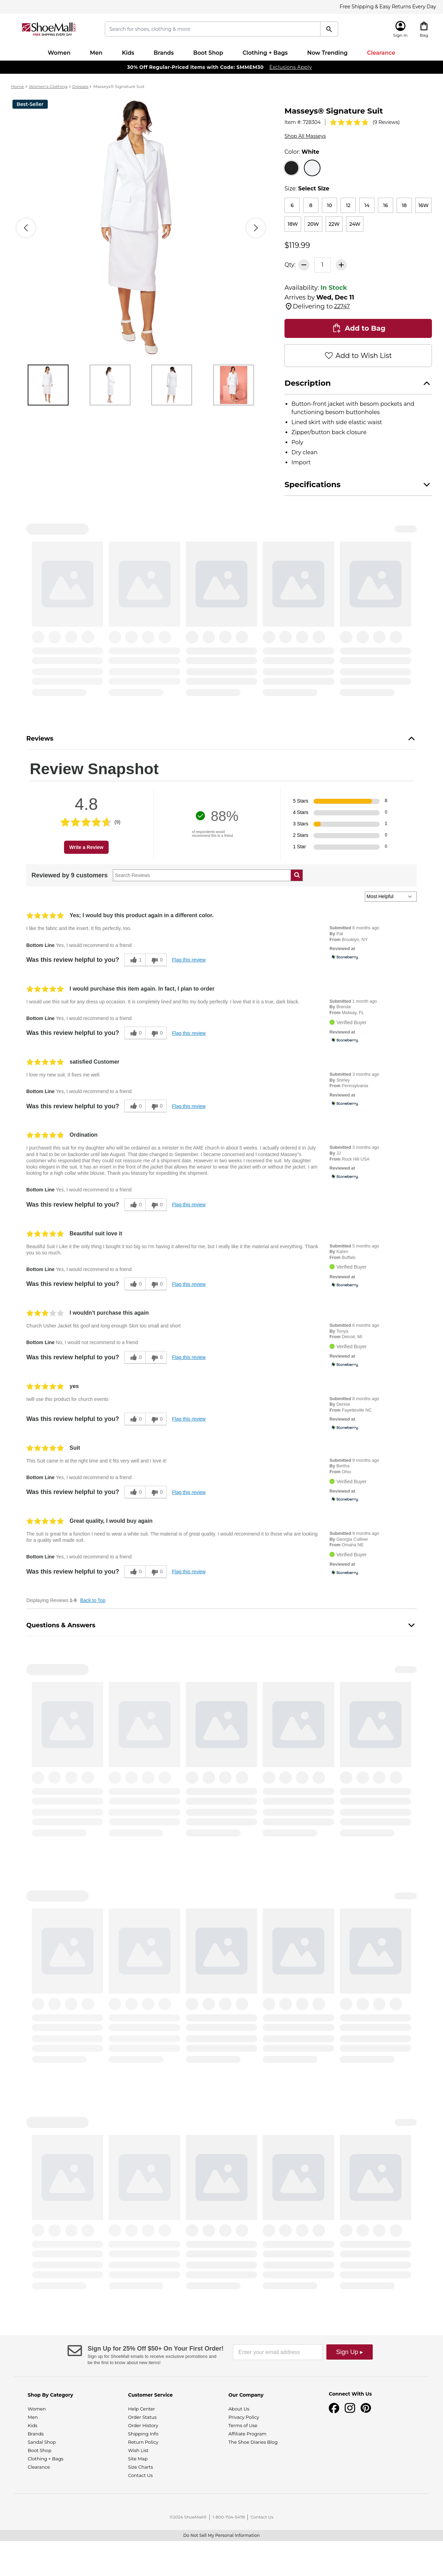 Free Shipping & Easy Returns Every Day
ShoeMall
FREE SHIPPING EVERY DAY
Search for shoes, clothing & more
Sign In
Bag
Women
Men
Kids
Brands
Boot Shop
Clothing + Bags
Now Trending
Clearance
30% Off Regular-Priced Items with Code: SMMEM30 Exclusions Apply
Home > Women's Clothing > Dresses > Masseys® Signature Suit
Best-Seller
Masseys® Signature Suit
Item #: 728304 (9 Reviews)
Shop All Masseys
Color: White
Size: Select Size
6
8
10
12
14
16
18
16W
18W
20W
22W
24W
$119.99
Qty:
1
Availability: In Stock
Arrives by Wed, Dec 11
Delivering to 22747
Add to Bag
Add to Wish List
Description
• Button-front jacket with besom pockets and
functioning besom buttonholes
• Lined skirt with side elastic waist
• Zipper/button back closure
• Poly
• Dry clean
• Import
Specifications
Reviews
Review Snapshot
4.8
(9)
Write a Review
88%
of respondents would
recommend this to a friend
5 Stars 8
4 Stars 0
3 Stars 1
2 Stars 0
1 Star 0
Reviewed by 9 customers
Search Reviews
Most Helpful
Yes; I would buy this product again in a different color.
I like the fabric and the insert. It fits perfectly, too.
Bottom Line Yes, I would recommend to a friend
Was this review helpful to you? 1 0 Flag this review
Submitted 8 months ago
By Pat
From Brooklyn, NY
Reviewed at
Stoneberry.
I would purchase this item again. In fact, I plan to order
I would use this suit for any dress up occasion. It is completely lined and fits my body perfectly. I love that it is a true, dark black.
Bottom Line Yes, I would recommend to a friend
Was this review helpful to you? 0 0 Flag this review
Submitted 1 month ago
By Brenda
From Midway, FL
Verified Buyer
Reviewed at
Stoneberry.
satisfied Customer
I love my new suit. It fixes me well.
Bottom Line Yes, I would recommend to a friend
Was this review helpful to you? 0 0 Flag this review
Submitted 3 months ago
By Shirley
From Pennsylvania
Reviewed at
Stoneberry.
Ordination
I purchased this suit for my daughter who will be ordained as a minister in the AME church in about 5 weeks. I actually ordered it in July
and it had to be on backorder until late August. That date changed to September. I became concerned and I contacted Massey"s
customer who responded that they could not reassure me of a shipment date. However in two weeks I received the suit. My daughter
looks elegant in the suit. It has an insert in the front of the jacket that allows the wearer to wear the jacket with or without the jacket. I am
looking for a high collar white blouse. Thank you Masseys for expediting the shipment.
Bottom Line Yes, I would recommend to a friend
Was this review helpful to you? 0 0 Flag this review
Submitted 3 months ago
By JJ
From Rock Hill USA
Reviewed at
Stoneberry.
Beautiful suit love it
Beautiful Suit I Like it the only thing I bought it too big so I'm having it altered for me, but I really like it the material and everything. Thank
you so so much.
Bottom Line Yes, I would recommend to a friend
Was this review helpful to you? 0 0 Flag this review
Submitted 5 months ago
By Karen
From Buffalo
Verified Buyer
Reviewed at
Stoneberry.
I wouldn't purchase this again
Church Usher Jacket fits goof and long enough Skirt too small and short
Bottom Line No, I would not recommend to a friend
Was this review helpful to you? 0 0 Flag this review
Submitted 6 months ago
By Tonya
From Detroit, MI
Verified Buyer
Reviewed at
Stoneberry.
yes
Iwill use this product for church events
Was this review helpful to you? 0 0 Flag this review
Submitted 8 months ago
By Denise
From Fayetteville NC
Reviewed at
Stoneberry.
Suit
This Suit came in at the right time and it fits very well and I love it!
Bottom Line Yes, I would recommend to a friend
Was this review helpful to you? 0 0 Flag this review
Submitted 9 months ago
By Bertha
From Ohio
Verified Buyer
Reviewed at
Stoneberry.
Great quality, I would buy again
The suit is great for a function I need to wear a white suit. The material is of great quality. I would recommend it to those who are looking
for a quality well made suit.
Bottom Line Yes, I would recommend to a friend
Was this review helpful to you? 0 0 Flag this review
Submitted 9 months ago
By Georgia Cullivor
From Omaha NE
Verified Buyer
Reviewed at
Stoneberry.
Displaying Reviews 1-9 Back to Top
Questions & Answers
Sign Up for 25% Off $50+ On Your First Order!
Sign up for ShoeMall emails to receive exclusive promotions and
be the first to know about new items!
Enter your email address
Sign Up ▸
Shop By Category
Women
Men
Kids
Brands
Sandal Shop
Boot Shop
Clothing + Bags
Clearance
Customer Service
Help Center
Order Status
Order History
Shipping Info
Return Policy
Wish List
Site Map
Size Charts
Contact Us
Our Company
About Us
Privacy Policy
Terms of Use
Affiliate Program
The Shoe Diaries Blog
Connect With Us
©2024 ShoeMall® | 1-800-704-5478 | Contact Us
Do Not Sell My Personal Information